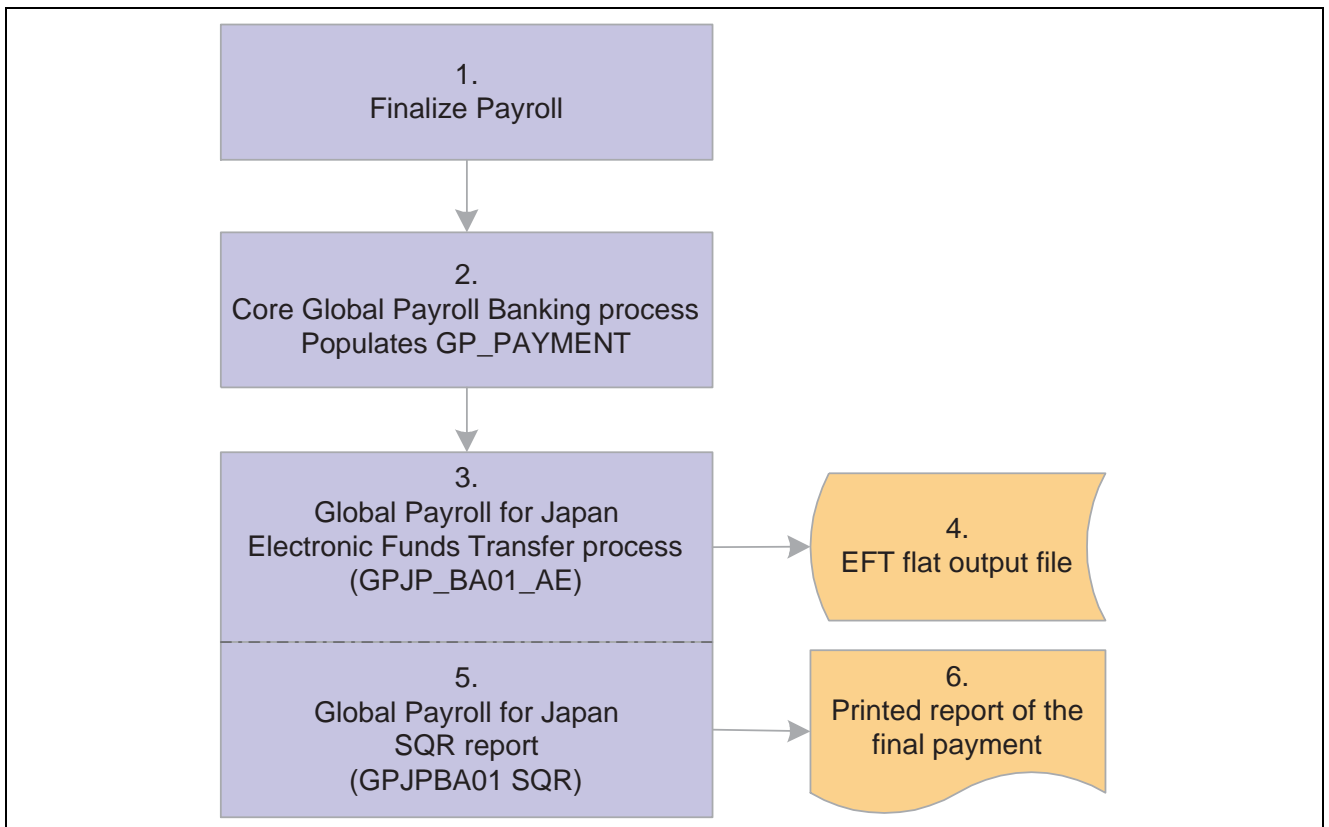 1.
Finalize Payroll
2.
Core Global Payroll Banking process
Populates GP_PAYMENT
3.
Global Payroll for Japan
Electronic Funds Transfer process
(GPJP_BA01_AE)
4.
EFT flat output file
5.
Global Payroll for Japan
SQR report
(GPJPBA01 SQR)
6.
Printed report of the
final payment